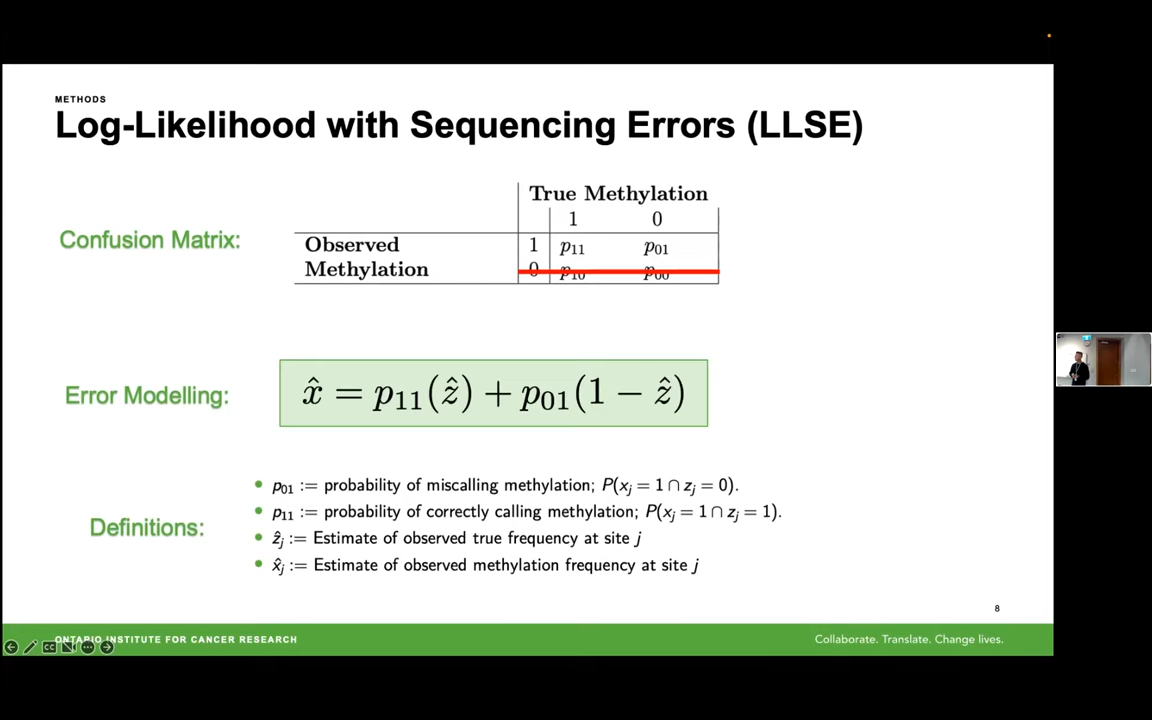 METHODS
Log-Likelihood with Sequencing Errors (LLSE)
Confusion Matrix:
True Methylation
1 0
Observed 1 p11 p01
Methylation 0 p10 p00
Error Modelling:
x̂ = p11(ẑ) + p01(1 − ẑ)
Definitions:
• p01 := probability of miscalling methylation; P(xj = 1 ∩ zj = 0).
• p11 := probability of correctly calling methylation; P(xj = 1 ∩ zj = 1).
• ẑj := Estimate of observed true frequency at site j
• x̂j := Estimate of observed methylation frequency at site j
8
ONTARIO INSTITUTE FOR CANCER RESEARCH
Collaborate. Translate. Change lives.
CC